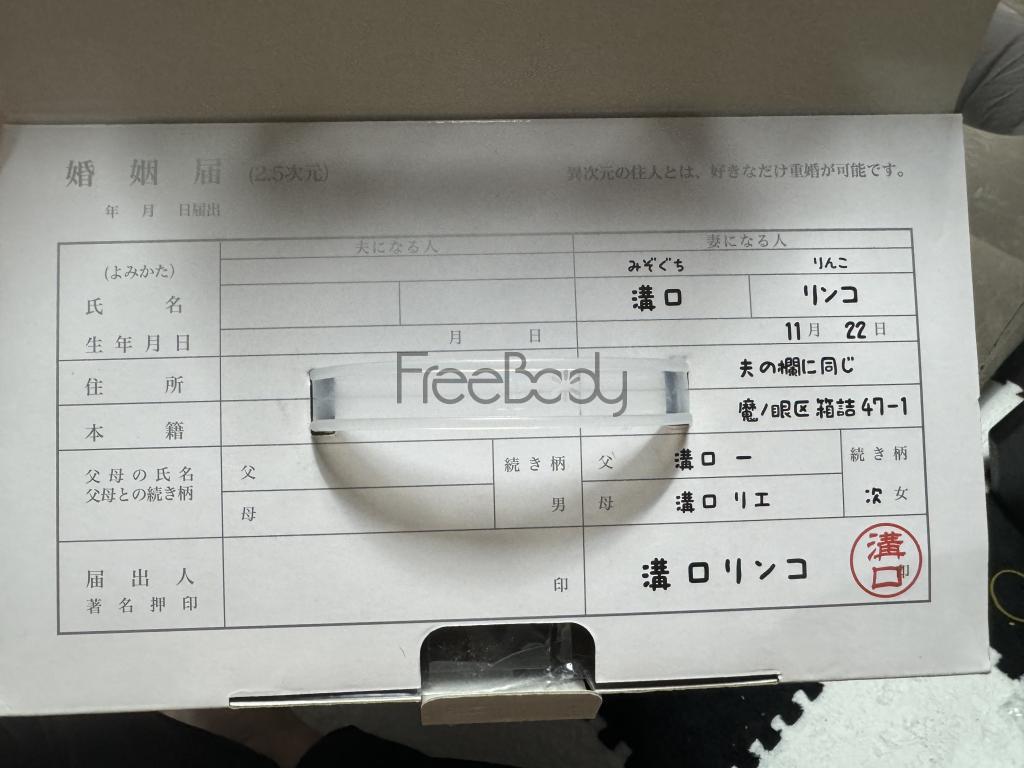 婚姻届 (2.5次元) 異次元の住人とは、好きなだけ重婚が可能です。
年 月 日届出
夫になる人 妻になる人
(よみかた) みぞぐち りんこ
氏名 溝口 リンコ
生年月日 月 日 11月 22日
住所 夫の欄に同じ
FreeBody
本籍 魔ノ眼区箱詰47-1
父母の氏名 父 続き柄 父 溝口 一 続き柄
父母との続き柄 母 男 母 溝口 リエ 次女
届出人 印 溝口リンコ 印 溝口
署名押印